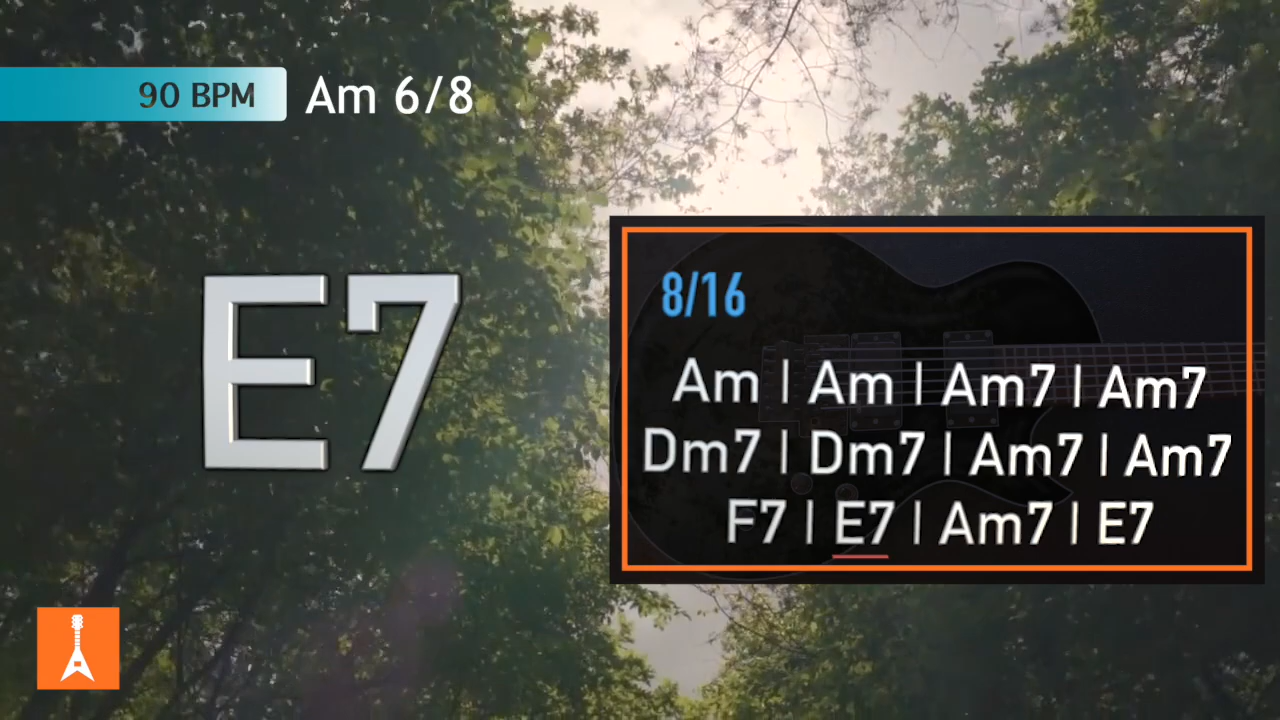 90 BPM Am 6/8
E7
8/16
Am | Am | Am7 | Am7
Dm7 | Dm7 | Am7 | Am7
F7 | E7 | Am7 | E7